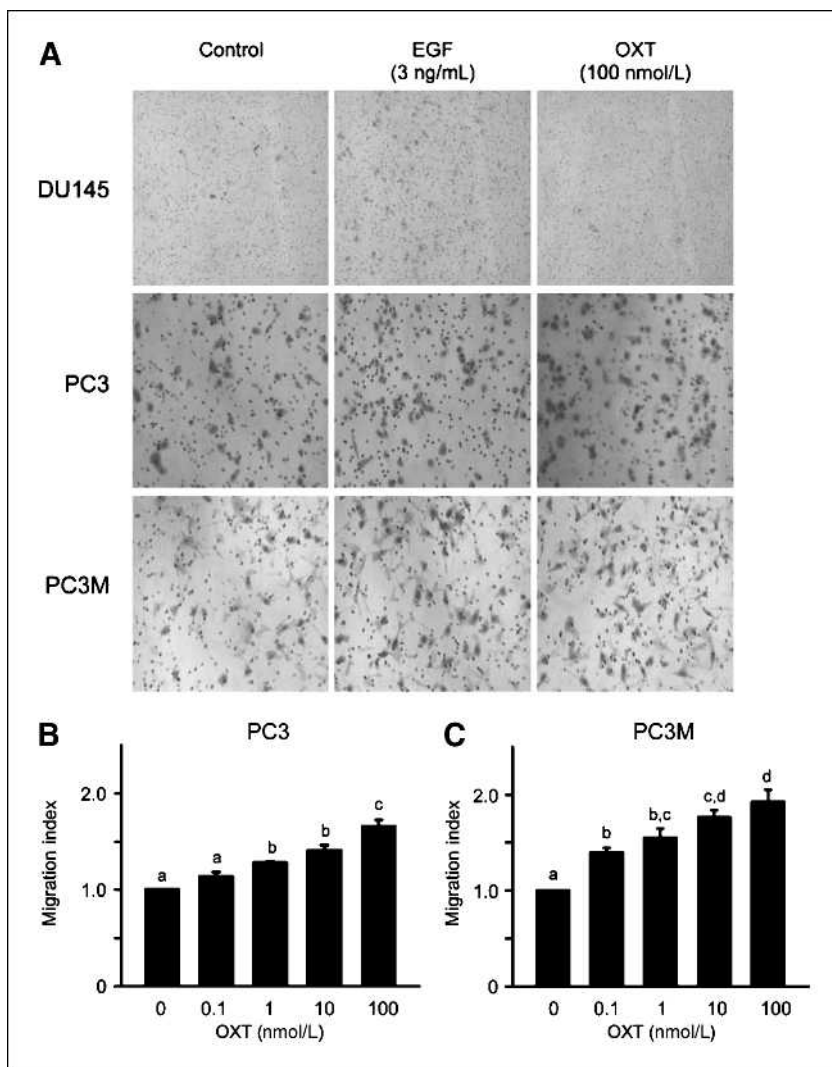 A
Control
EGF
(3 ng/mL)
OXT
(100 nmol/L)
DU145
PC3
PC3M
B
PC3
Migration index
2.0
1.0
0
a
a
b
b
c
0 0.1 1 10 100
OXT (nmol/L)
C
PC3M
Migration index
2.0
1.0
0
a
b
b,c
c,d
d
0 0.1 1 10 100
OXT (nmol/L)